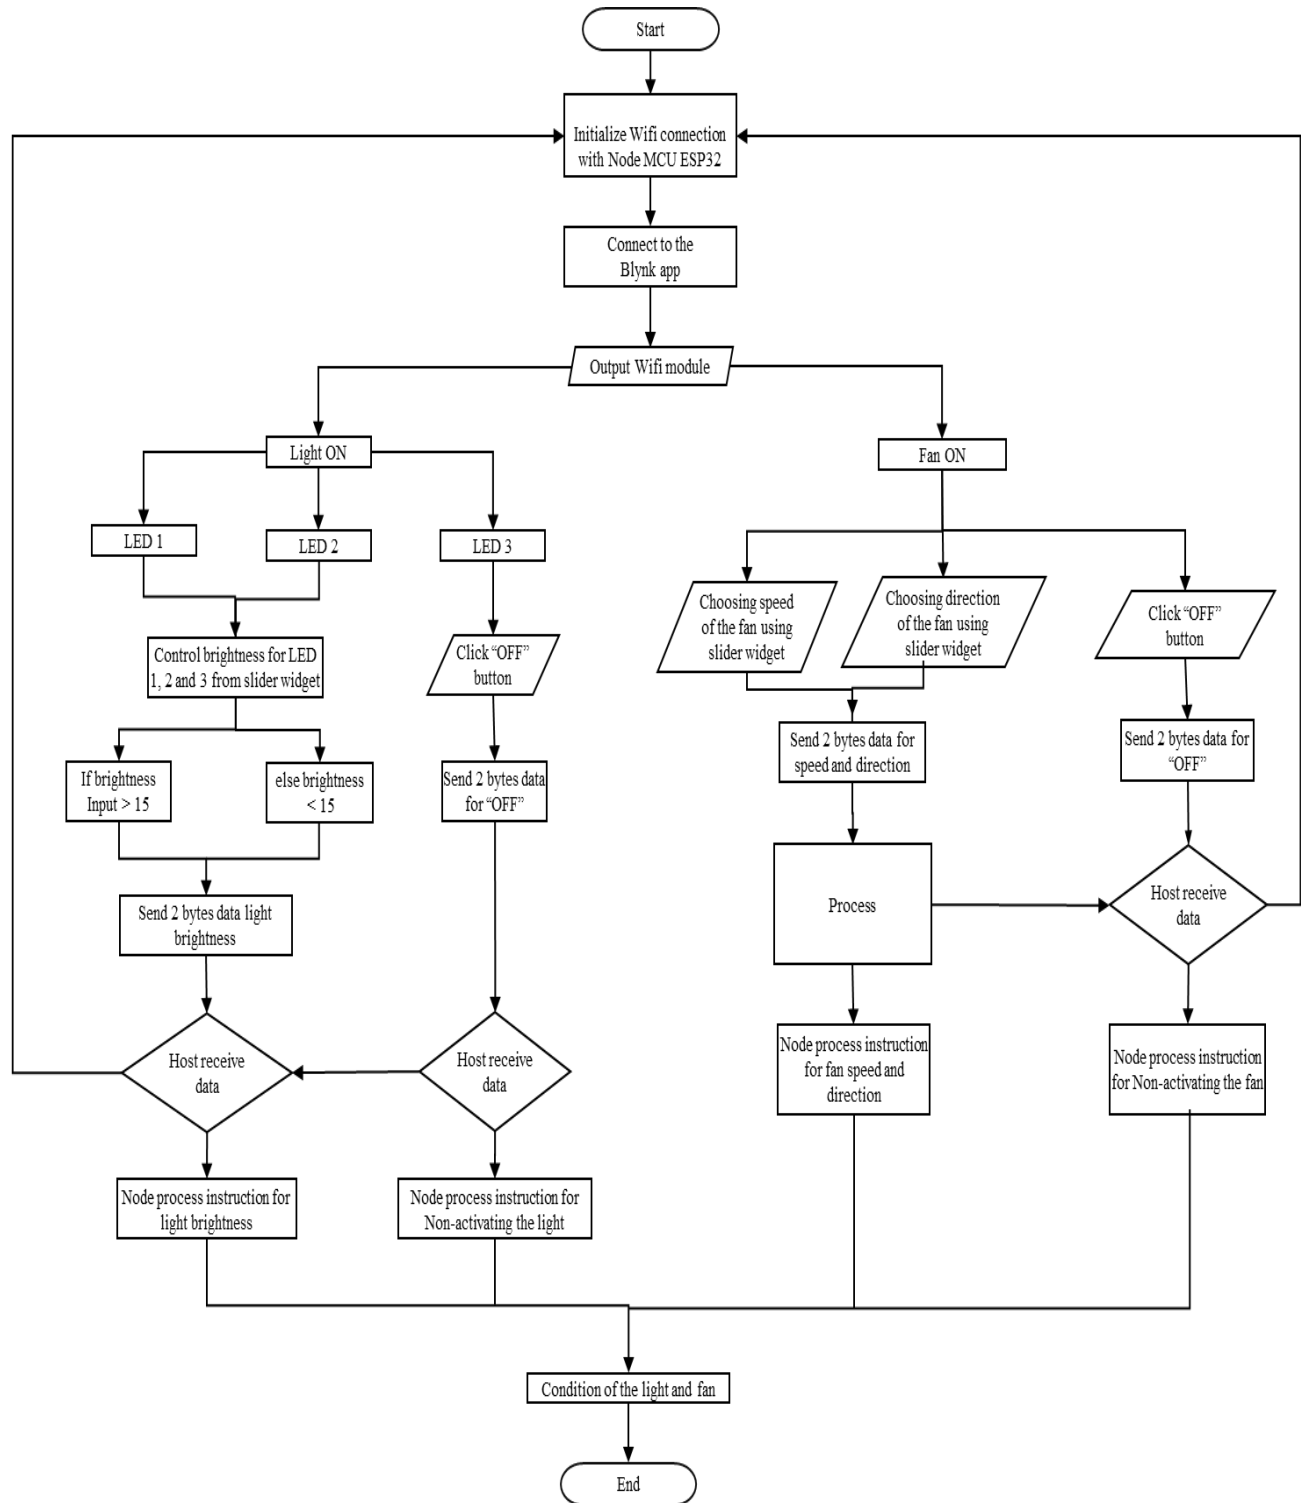 Start
Initialize Wifi connection
with Node MCU ESP32
Connect to the
Blynk app
Output Wifi module
Light ON
Fan ON
LED 1
LED 2
LED 3
Choosing speed
of the fan using
slider widget
Choosing direction
of the fan using
slider widget
Click “OFF”
button
Control brightness for LED
1, 2 and 3 from slider widget
Click “OFF”
button
Send 2 bytes data for
speed and direction
Send 2 bytes data for
“OFF”
If brightness
Input > 15
else brightness
< 15
Send 2 bytes data
for “OFF”
Process
Host receive
data
Send 2 bytes data light
brightness
Host receive
data
Host receive
data
Node process instruction
for fan speed and
direction
Node process instruction
for Non-activating the fan
Node process instruction for
light brightness
Node process instruction for
Non-activating the light
Condition of the light and fan
End